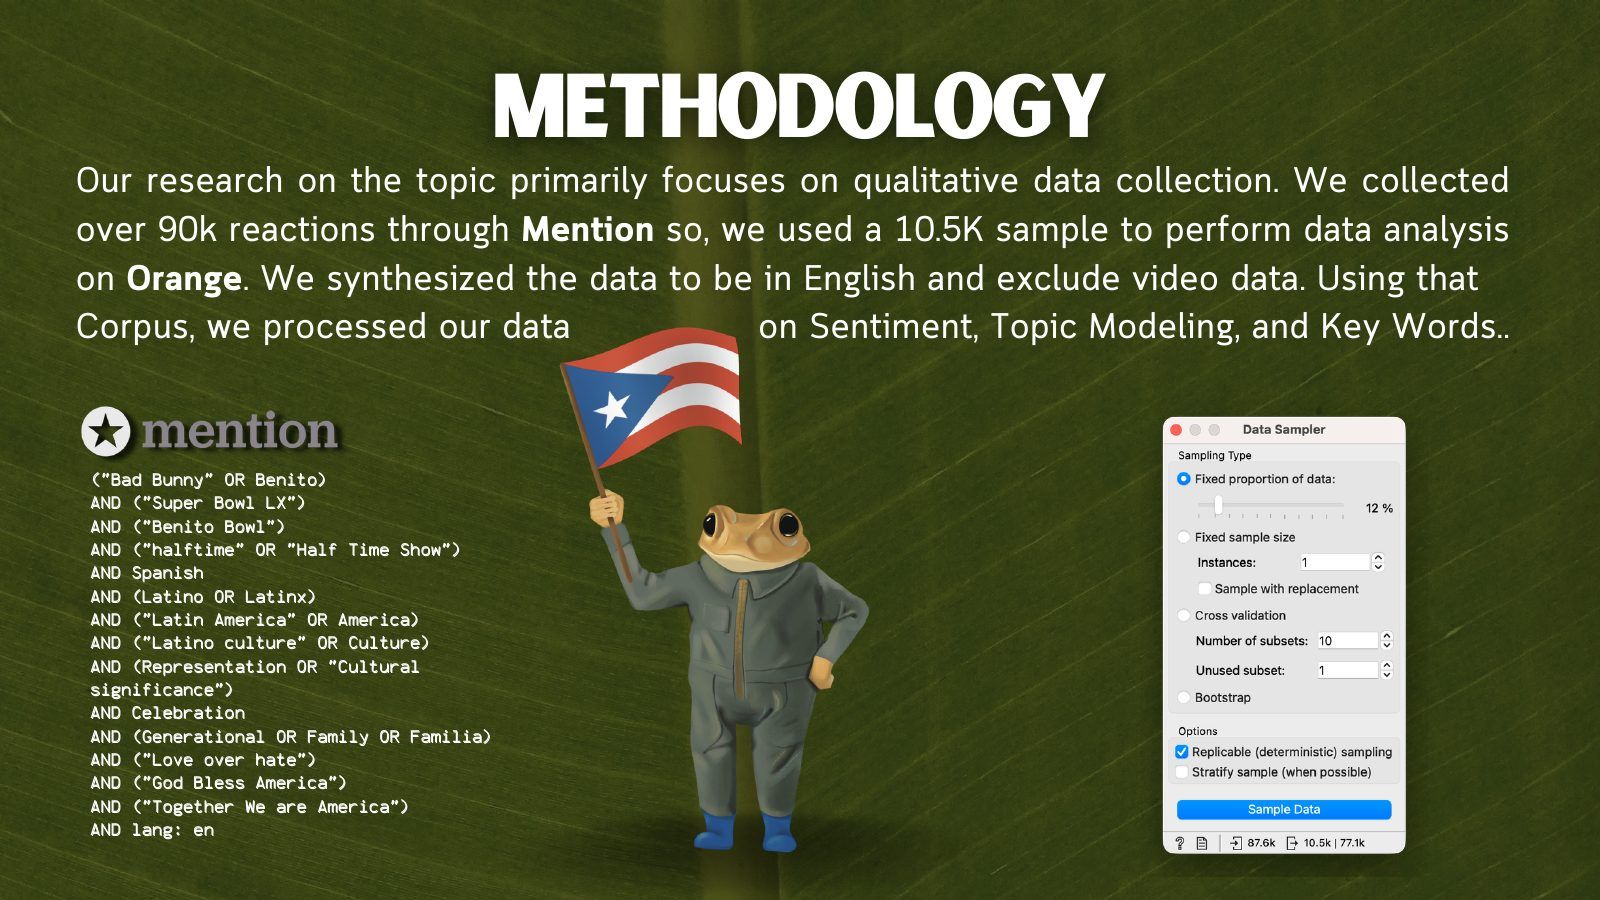 METHODOLOGY
Our research on the topic primarily focuses on qualitative data collection. We collected
over 90k reactions through Mention so, we used a 10.5K sample to perform data analysis
on Orange. We synthesized the data to be in English and exclude video data. Using that
Corpus, we processed our data on Sentiment, Topic Modeling, and Key Words..
mention
("Bad Bunny" OR Benito)
AND ("Super Bowl LX")
AND ("Benito Bowl")
AND ("halftime" OR "Half Time Show")
AND Spanish
AND (Latino OR Latinx)
AND ("Latin America" OR America)
AND ("Latino culture" OR Culture)
AND (Representation OR "Cultural
significance")
AND Celebration
AND (Generational OR Family OR Familia)
AND ("Love over hate")
AND ("God Bless America")
AND ("Together We are America")
AND lang: en
Data Sampler
Sampling Type
Fixed proportion of data:
12 %
Fixed sample size
Instances: 1
Sample with replacement
Cross validation
Number of subsets: 10
Unused subset: 1
Bootstrap
Options
Replicable (deterministic) sampling
Stratify sample (when possible)
Sample Data
? 87.6k 10.5k | 77.1k